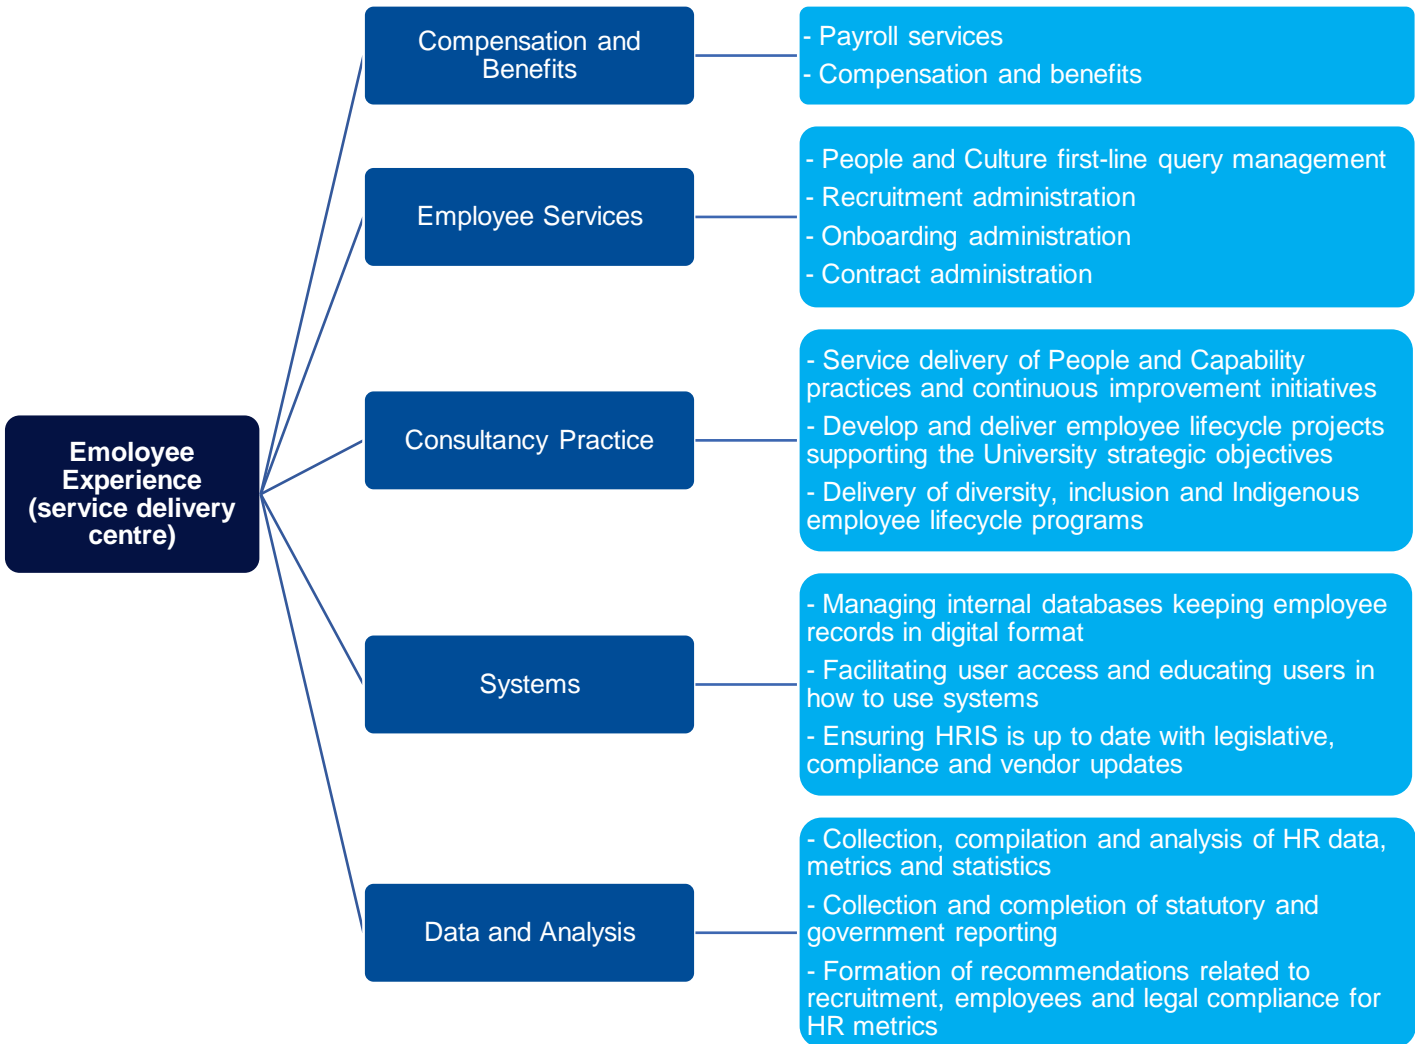 Compensation and
Benefits
- Payroll services
- Compensation and benefits
Employee Services
- People and Culture first-line query management
- Recruitment administration
- Onboarding administration
- Contract administration
Emoloyee
Experience
(service delivery
centre)
Consultancy Practice
- Service delivery of People and Capability
practices and continuous improvement initiatives
- Develop and deliver employee lifecycle projects
supporting the University strategic objectives
- Delivery of diversity, inclusion and Indigenous
employee lifecycle programs
Systems
- Managing internal databases keeping employee
records in digital format
- Facilitating user access and educating users in
how to use systems
- Ensuring HRIS is up to date with legislative,
compliance and vendor updates
Data and Analysis
- Collection, compilation and analysis of HR data,
metrics and statistics
- Collection and completion of statutory and
government reporting
- Formation of recommendations related to
recruitment, employees and legal compliance for
HR metrics